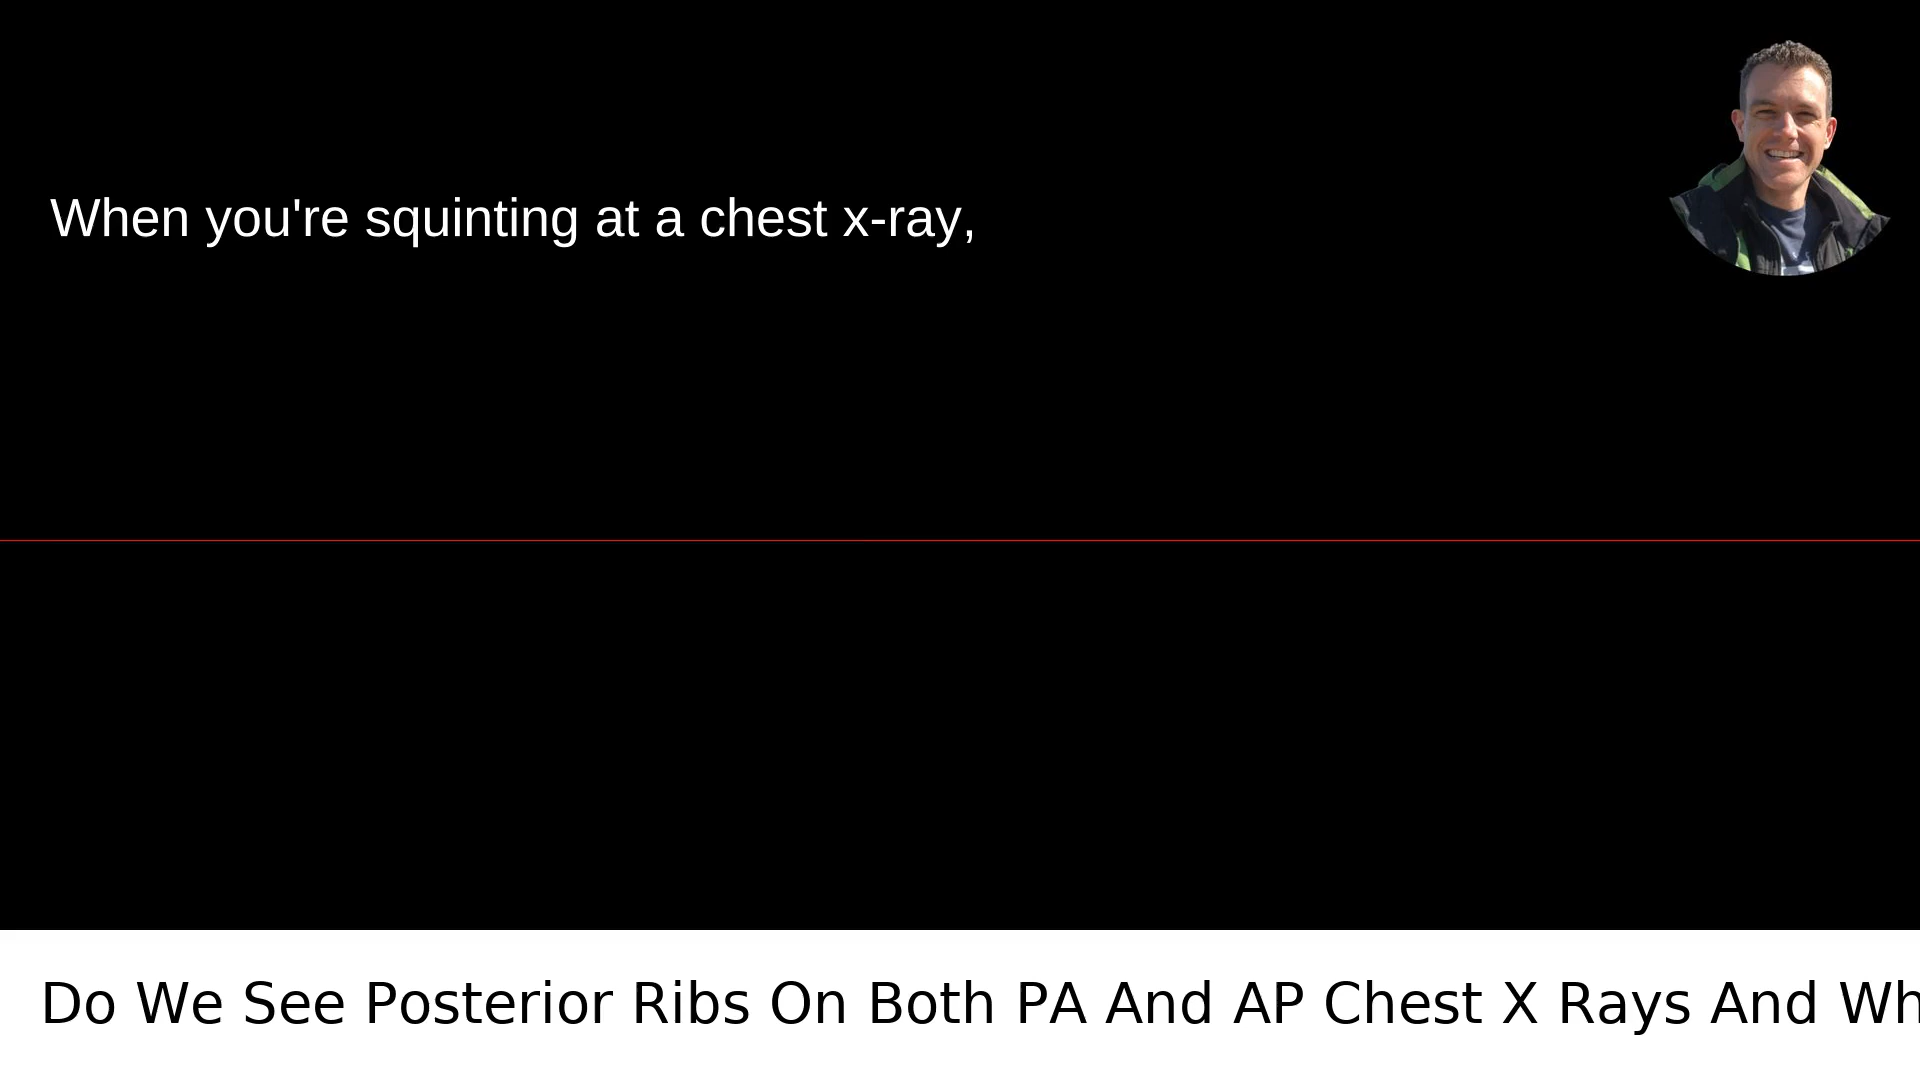 When you're squinting at a chest x-ray,
Do We See Posterior Ribs On Both PA And AP Chest X Rays And Wh